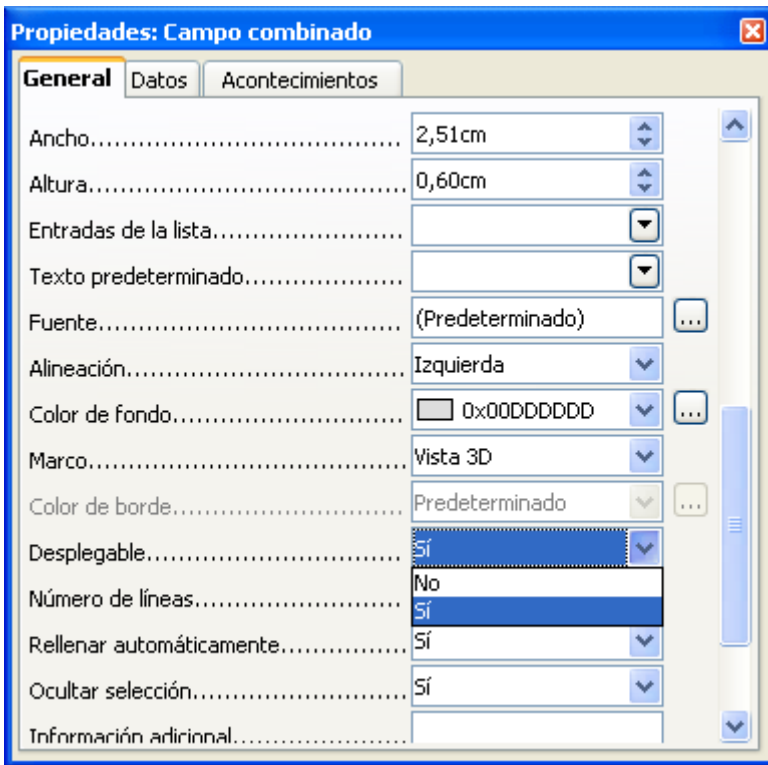 Propiedades: Campo combinado
General Datos Acontecimientos
Ancho........................................ 2,51cm
Altura......................................... 0,60cm
Entradas de la lista........................ 
Texto predeterminado.................... 
Fuente...................................... (Predeterminado) ...
Alineación.................................... Izquierda
Color de fondo.............................. 0x00DDDDDD ...
Marco......................................... Vista 3D
Color de borde............................. Predeterminado ...
Desplegable................................. Sí
No
Número de líneas.......................... Sí
Rellenar automáticamente............... Sí
Ocultar selección........................... Sí
Información adicional......................